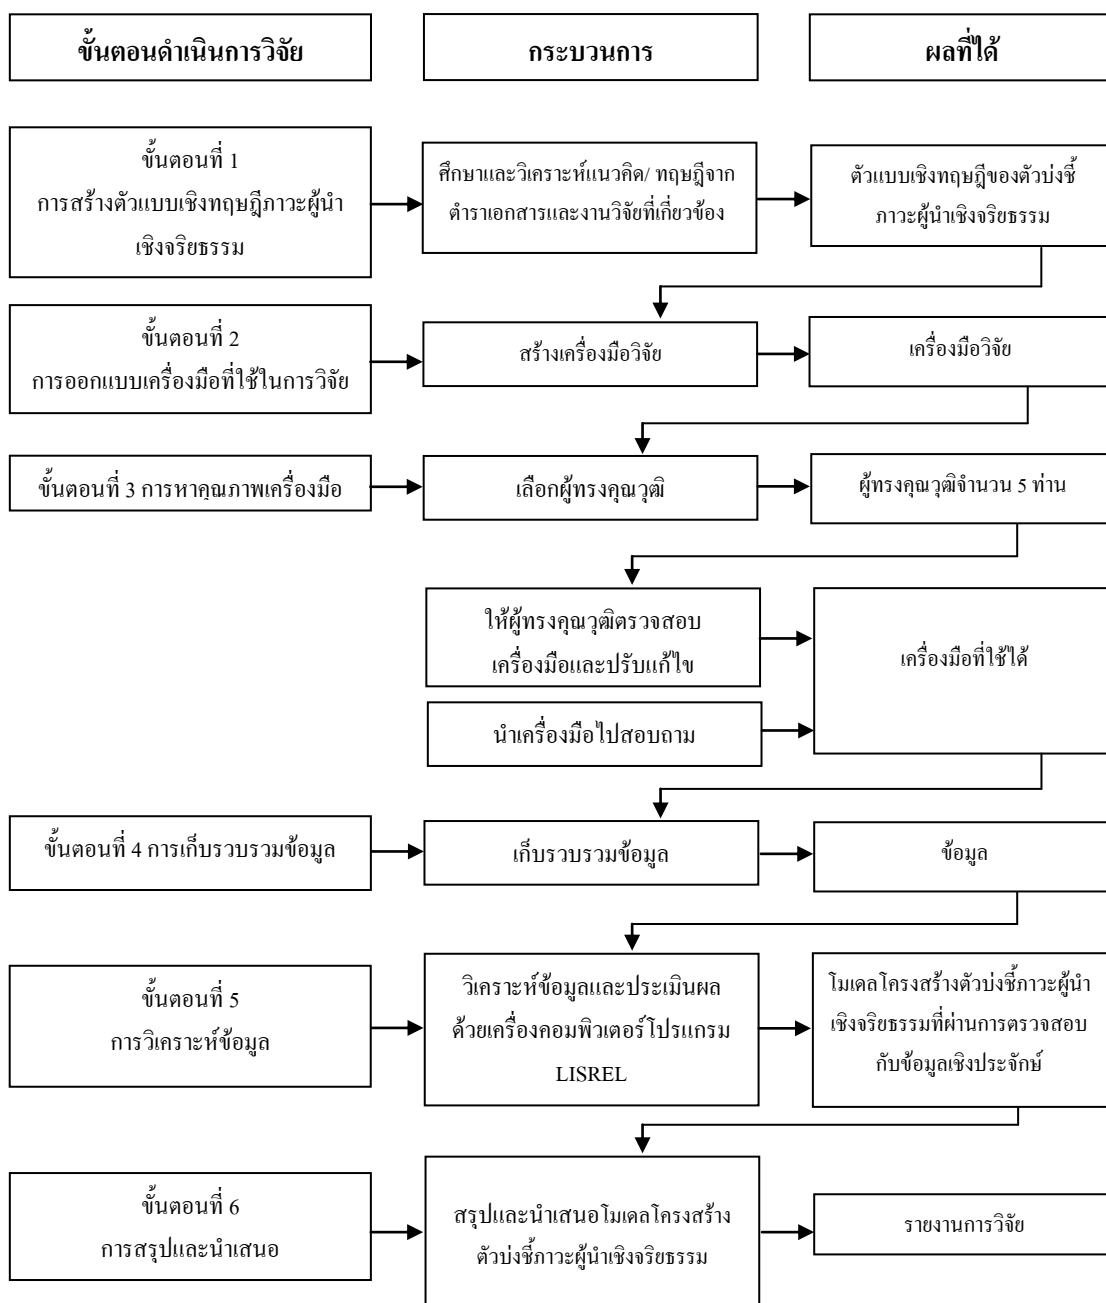 ขั้นตอนดำเนินการวิจัย
กระบวนการ
ผลที่ได้
ขั้นตอนที่ 1
การสร้างตัวแบบเชิงทฤษฎีภาวะผู้นำ
เชิงจริยธรรม
ศึกษาและวิเคราะห์แนวคิด/ ทฤษฎีจาก
ตำราเอกสารและงานวิจัยที่เกี่ยวข้อง
ตัวแบบเชิงทฤษฎีของตัวบ่งชี้
ภาวะผู้นำเชิงจริยธรรม
ขั้นตอนที่ 2
การออกแบบเครื่องมือที่ใช้ในการวิจัย
สร้างเครื่องมือวิจัย
เครื่องมือวิจัย
ขั้นตอนที่ 3 การหาคุณภาพเครื่องมือ
เลือกผู้ทรงคุณวุฒิ
ผู้ทรงคุณวุฒิจำนวน 5 ท่าน
ให้ผู้ทรงคุณวุฒิตรวจสอบ
เครื่องมือและปรับแก้ไข
เครื่องมือที่ใช้ได้
นำเครื่องมือไปสอบถาม
ขั้นตอนที่ 4 การเก็บรวบรวมข้อมูล
เก็บรวบรวมข้อมูล
ข้อมูล
ขั้นตอนที่ 5
การวิเคราะห์ข้อมูล
วิเคราะห์ข้อมูลและประเมินผล
ด้วยเครื่องคอมพิวเตอร์โปรแกรม
LISREL
โมเดลโครงสร้างตัวบ่งชี้ภาวะผู้นำ
เชิงจริยธรรมที่ผ่านการตรวจสอบ
กับข้อมูลเชิงประจักษ์
ขั้นตอนที่ 6
การสรุปและนำเสนอ
สรุปและนำเสนอโมเดลโครงสร้าง
ตัวบ่งชี้ภาวะผู้นำเชิงจริยธรรม
รายงานการวิจัย